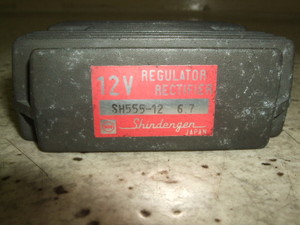 12V REGULATOR
RECTIFIER
SH555-12 6.7
Shindengen
JAPAN